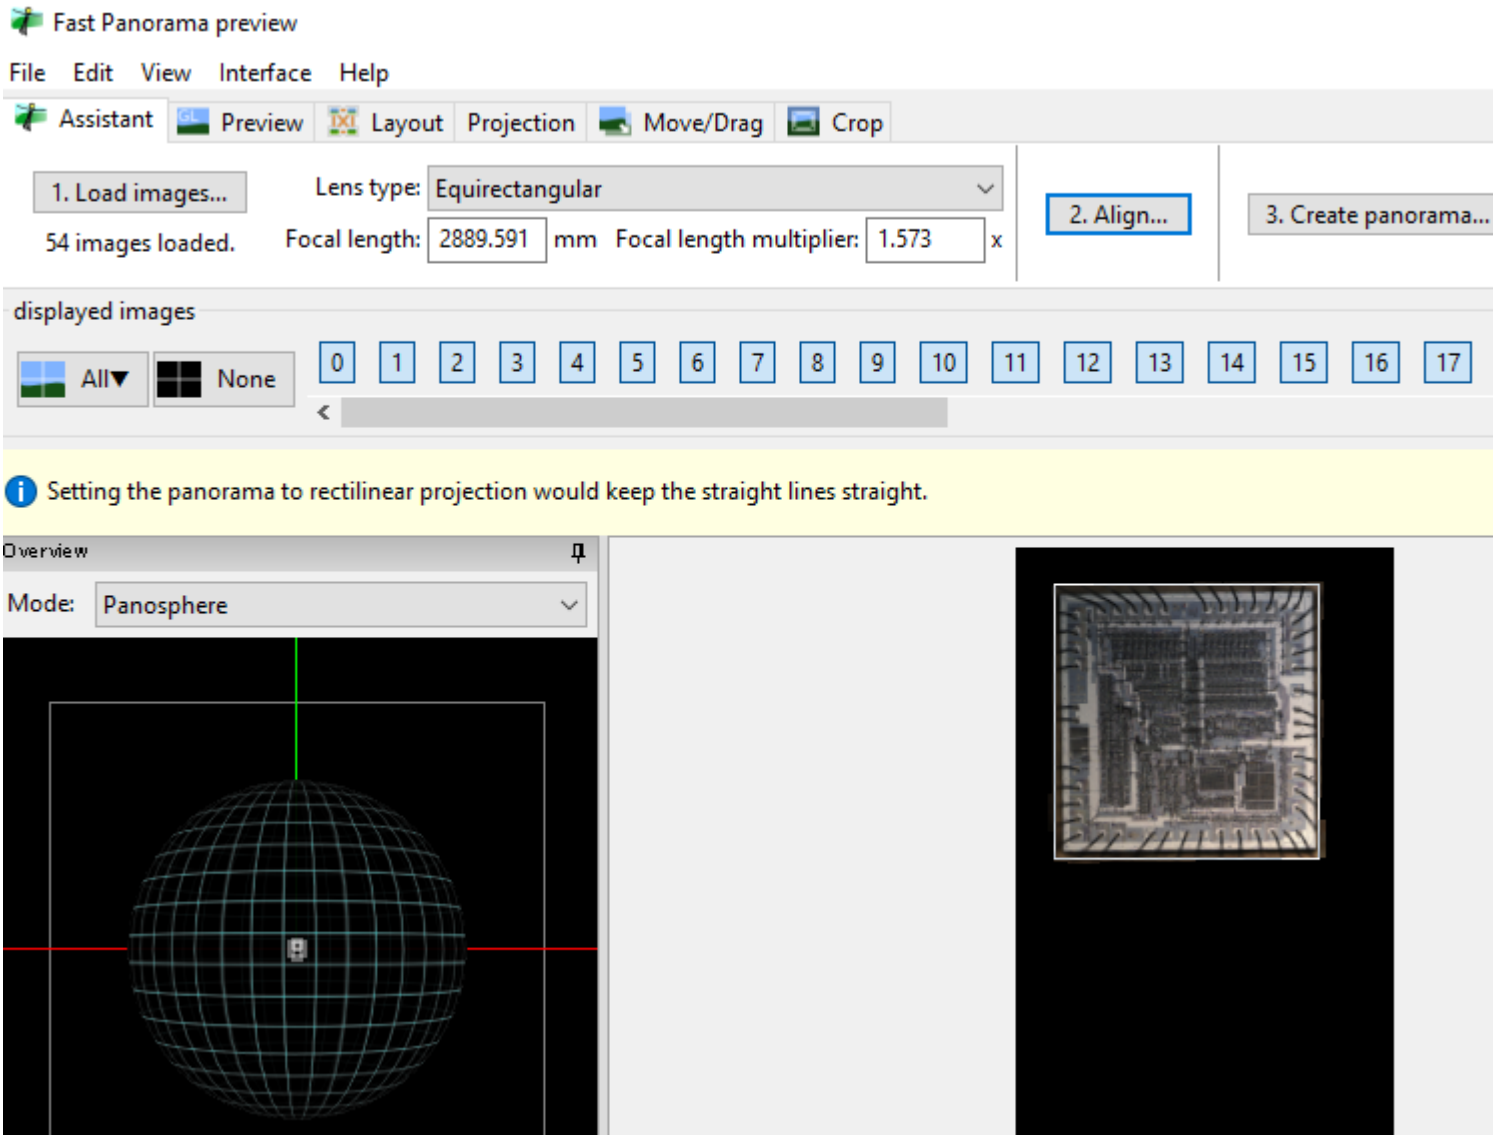 Fast Panorama preview
File Edit View Interface Help
Assistant GL Preview Layout Projection Move/Drag Crop
1. Load images... Lens type: Equirectangular 2. Align... 3. Create panorama...
54 images loaded. Focal length: 2889.591 mm Focal length multiplier: 1.573 x
displayed images
All▼ None 0 1 2 3 4 5 6 7 8 9 10 11 12 13 14 15 16 17
Setting the panorama to rectilinear projection would keep the straight lines straight.
Overview
Mode: Panosphere